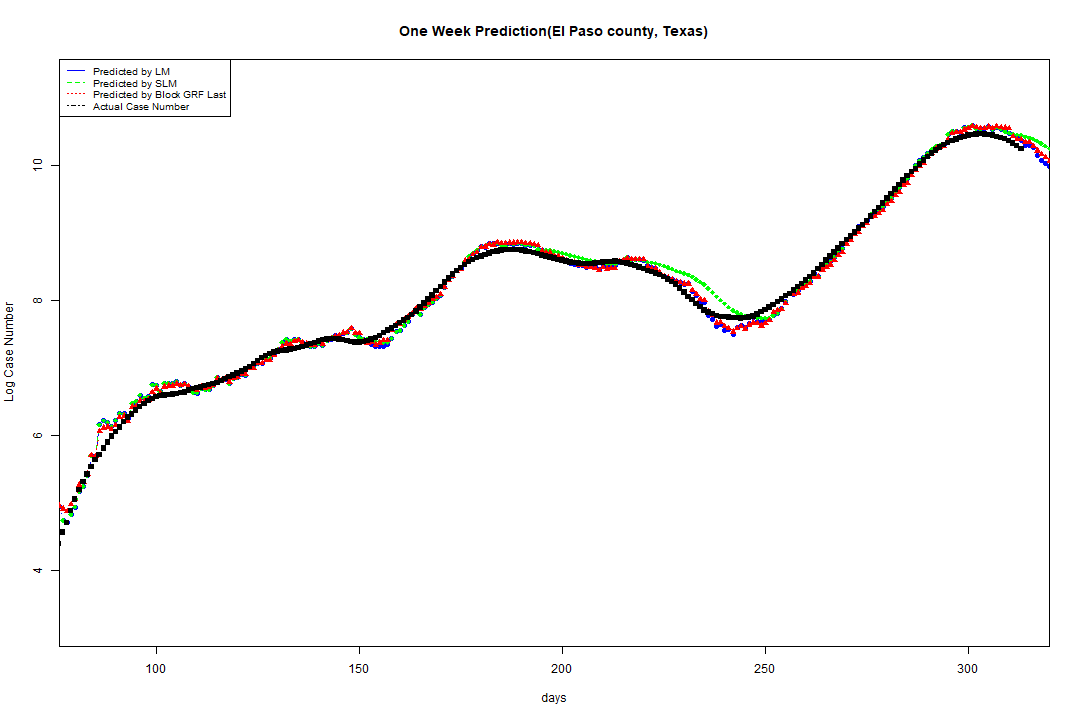 One Week Prediction(El Paso county, Texas)
Predicted by LM
Predicted by SLM
Predicted by Block GRF Last
Actual Case Number
10
8
6
4
Log Case Number
100 150 200 250 300
days